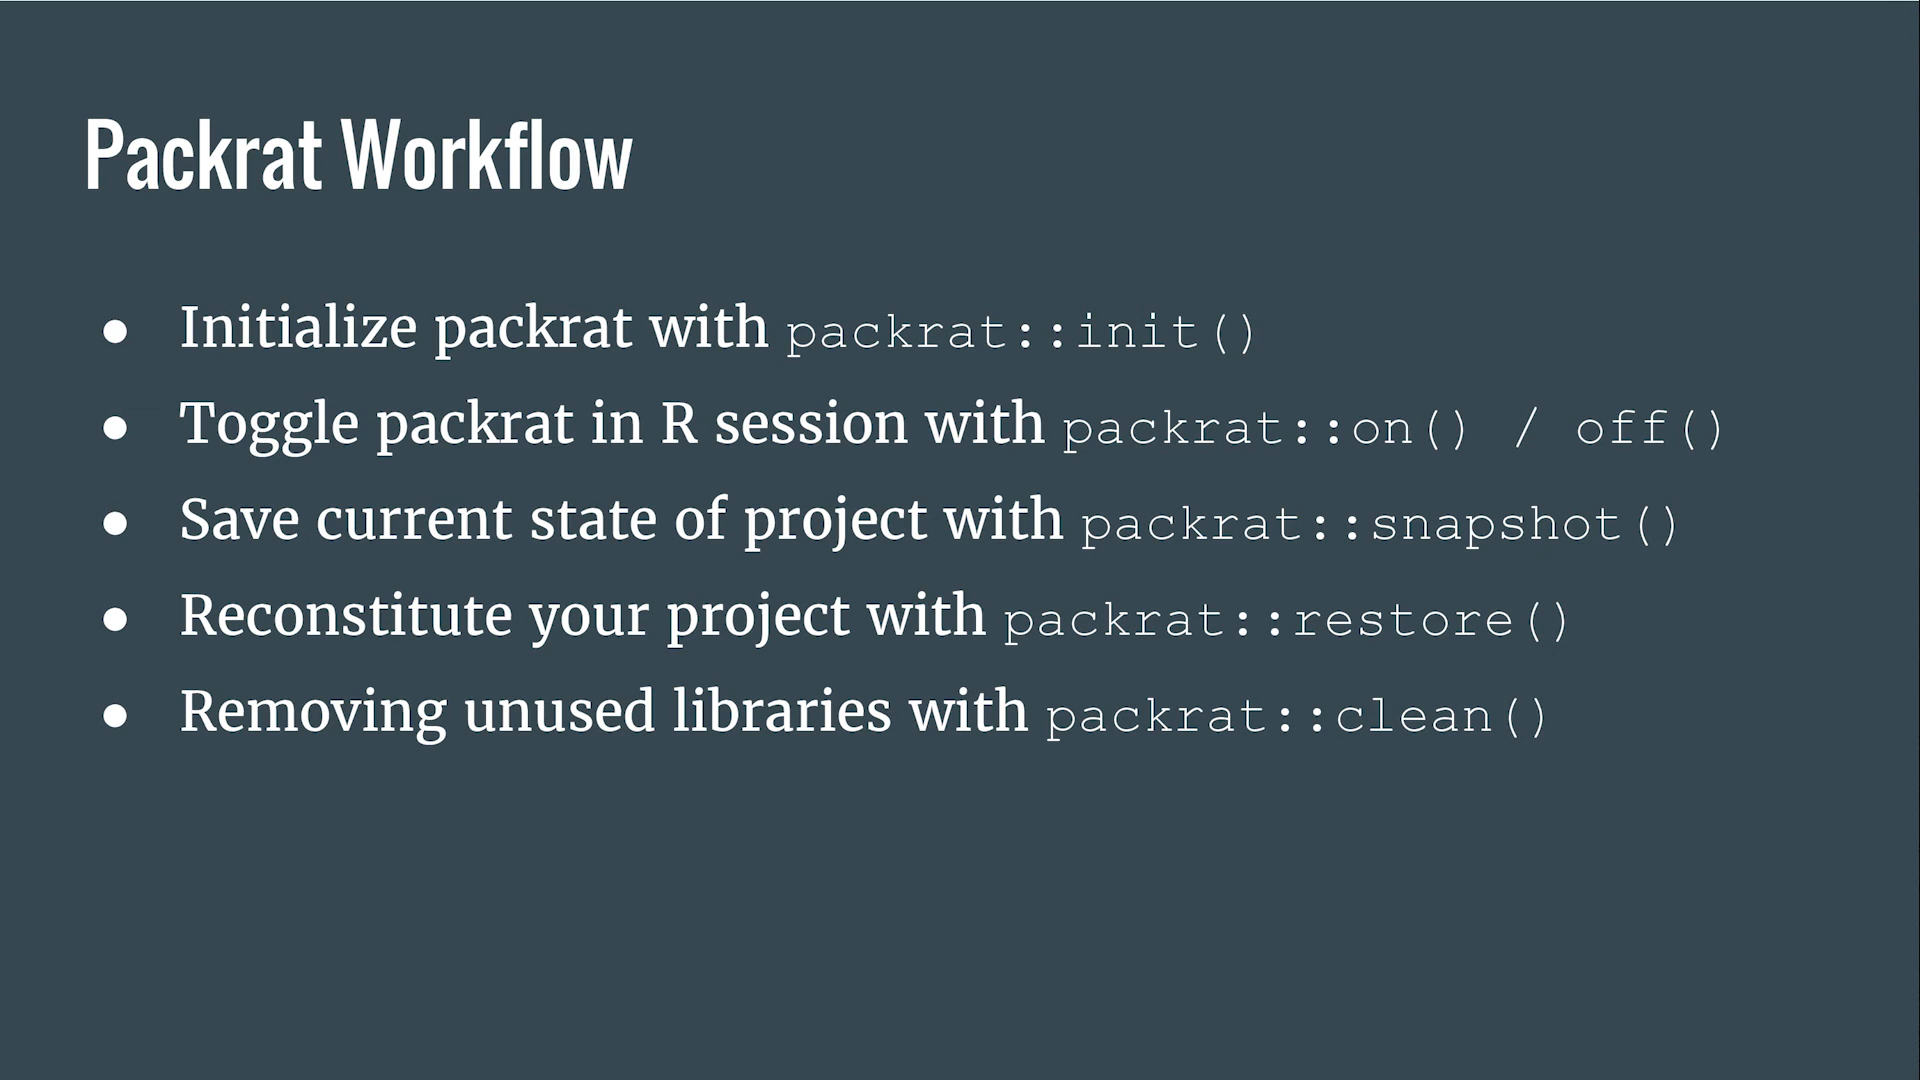 Packrat Workflow
● Initialize packrat with packrat::init()
● Toggle packrat in R session with packrat::on() / off()
● Save current state of project with packrat::snapshot()
● Reconstitute your project with packrat::restore()
● Removing unused libraries with packrat::clean()